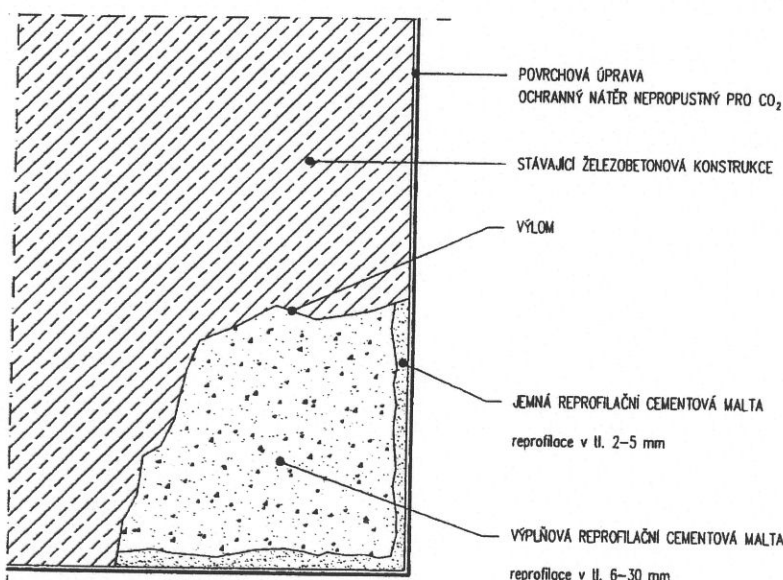 POVRCHOVÁ ÚPRAVA
OCHRANNÝ NÁTĚR NEPROPUSTNÝ PRO CO₂
STÁVAJÍCÍ ŽELEZOBETONOVÁ KONSTRUKCE
VÝLOM
JEMNÁ REPROFILAČNÍ CEMENTOVÁ MALTA
reprofilace v tl. 2–5 mm
VÝPLŇOVÁ REPROFILAČNÍ CEMENTOVÁ MALTA
reprofilace v tl. 6–30 mm